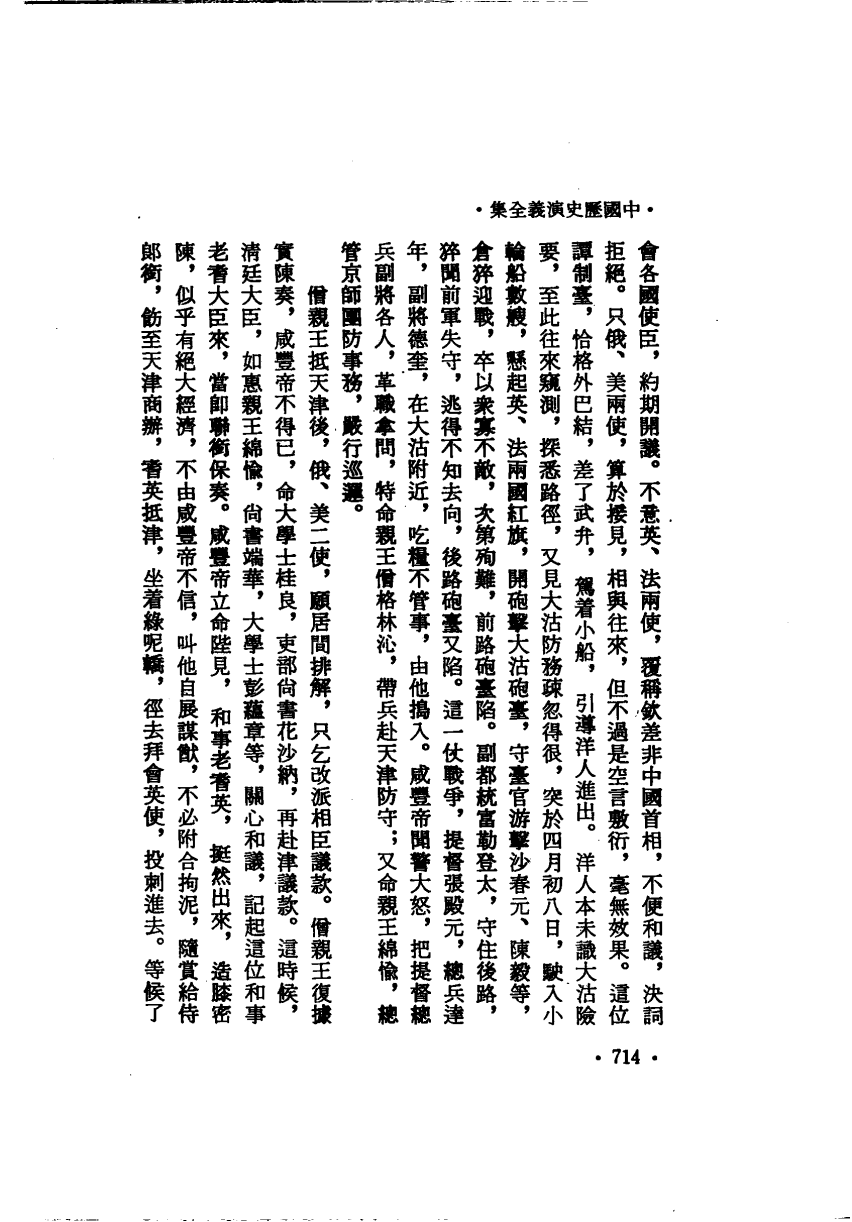 ·中國歷史演義全集·
會各國使臣，約期開議。不意英、法兩使，覆稱欽差非中國首相，不便和議，決詞
拒絕。只俄、美兩使，算於接見，相與往來，但不過是空言敷衍，毫無效果。這位
譚制臺，恰格外巴結，差了武弁，駕着小船，引導洋人進出。洋人本未識大沽險
要，至此往來窺測，探悉路徑，又見大沽防務疎忽得很，突於四月初八日，駛入小
輪船數艘，懸起英、法兩國紅旗，開砲擊大沽砲臺，守臺官游擊沙春元、陳毅等，
倉猝迎戰，卒以衆寡不敵，次第殉難，前路砲臺陷。副都統富勒登太，守住後路，
猝聞前軍失守，逃得不知去向，後路砲臺又陷。這一仗戰爭，提督張殿元，總兵達
年，副將德奎，在大沽附近，吃糧不管事，由他搗入。咸豐帝聞警大怒，把提督總
兵副將各人，革職拿問，特命親王僧格林沁，帶兵赴天津防守；又命親王綿愉，總
管京師團防事務，嚴行巡邏。
僧親王抵天津後，俄、美二使，願居間排解，只乞改派相臣議款。僧親王復據
實陳奏，咸豐帝不得已，命大學士桂良，吏部尚書花沙納，再赴津議款。這時候，
清廷大臣，如惠親王綿愉，尚書端華，大學士彭蘊章等，關心和議，記起這位和事
老耆大臣來，當卽聯銜保奏。咸豐帝立命陛見，和事老耆英，挺然出來，造膝密
陳，似乎有絕大經濟，不由咸豐帝不信，叫他自展謀猷，不必附合拘泥，隨賞給侍
郞銜，飭至天津商辦，耆英抵津，坐着綠呢轎，徑去拜會英使，投刺進去。等候了
·714·